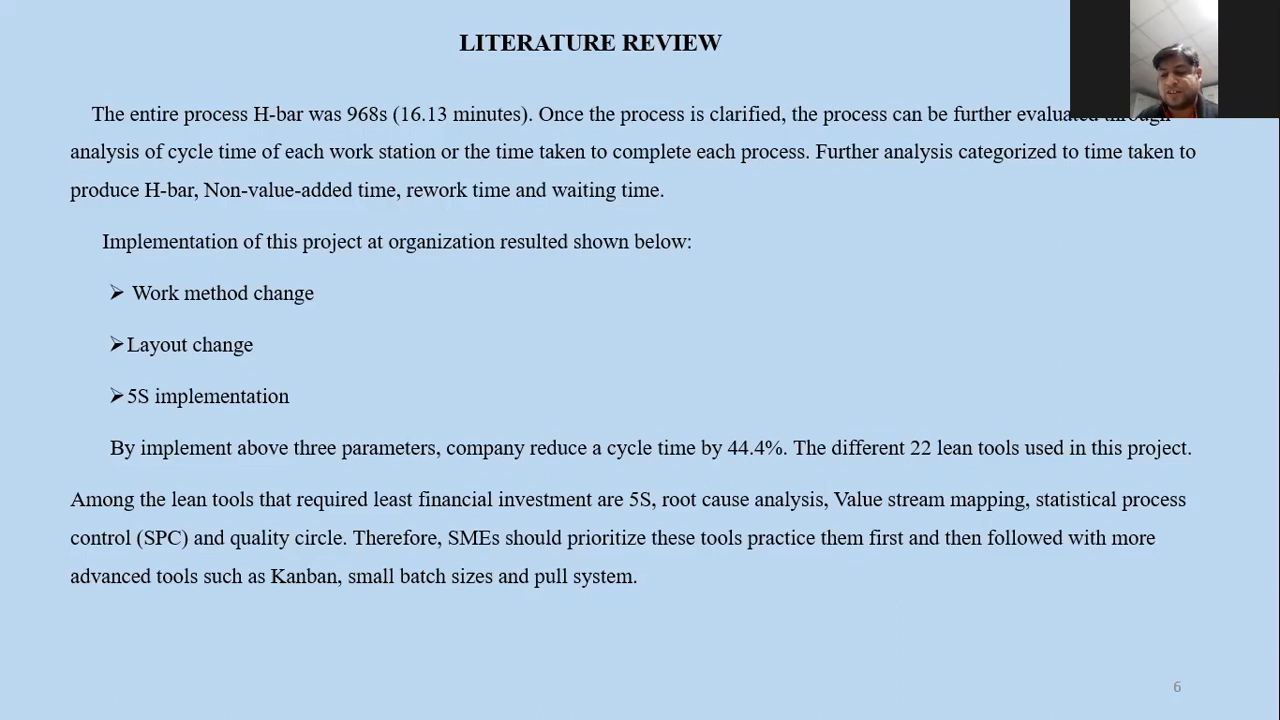 LITERATURE REVIEW
The entire process H-bar was 968s (16.13 minutes). Once the process is clarified, the process can be further evaluated through
analysis of cycle time of each work station or the time taken to complete each process. Further analysis categorized to time taken to
produce H-bar, Non-value-added time, rework time and waiting time.
Implementation of this project at organization resulted shown below:
➢ Work method change
➢Layout change
➢5S implementation
By implement above three parameters, company reduce a cycle time by 44.4%. The different 22 lean tools used in this project.
Among the lean tools that required least financial investment are 5S, root cause analysis, Value stream mapping, statistical process
control (SPC) and quality circle. Therefore, SMEs should prioritize these tools practice them first and then followed with more
advanced tools such as Kanban, small batch sizes and pull system.
6